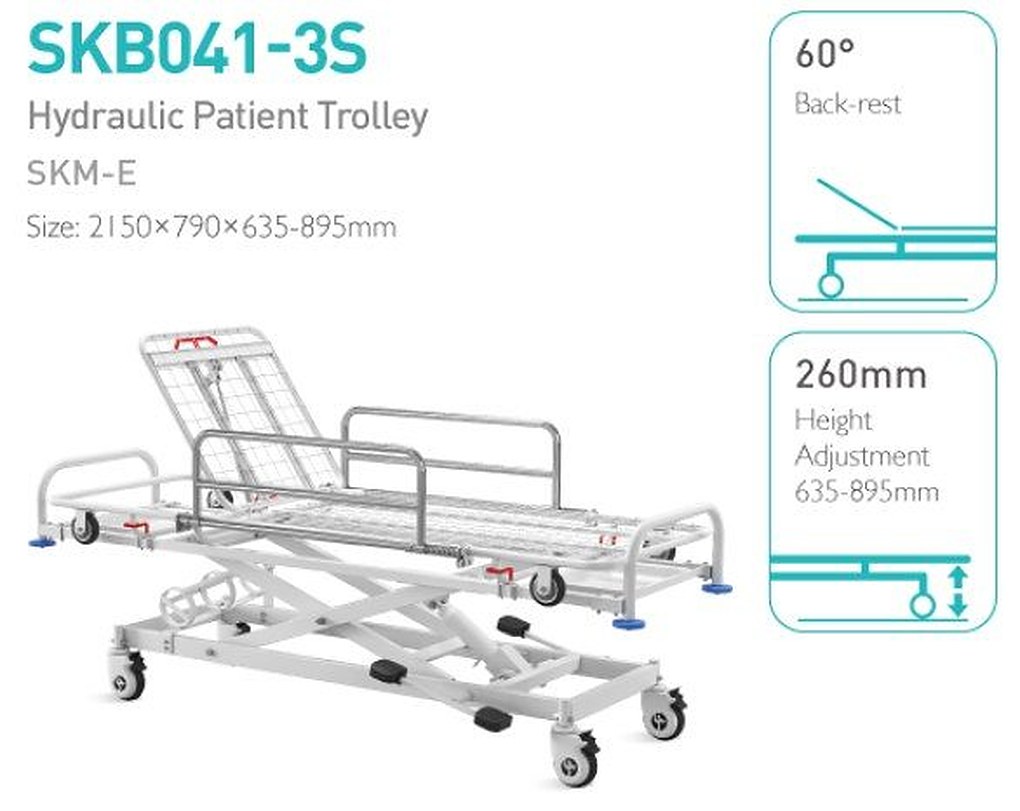 SKB041-3S
Hydraulic Patient Trolley
SKM-E
Size: 2150×790×635-895mm
60°
Back-rest
260mm
Height
Adjustment
635-895mm